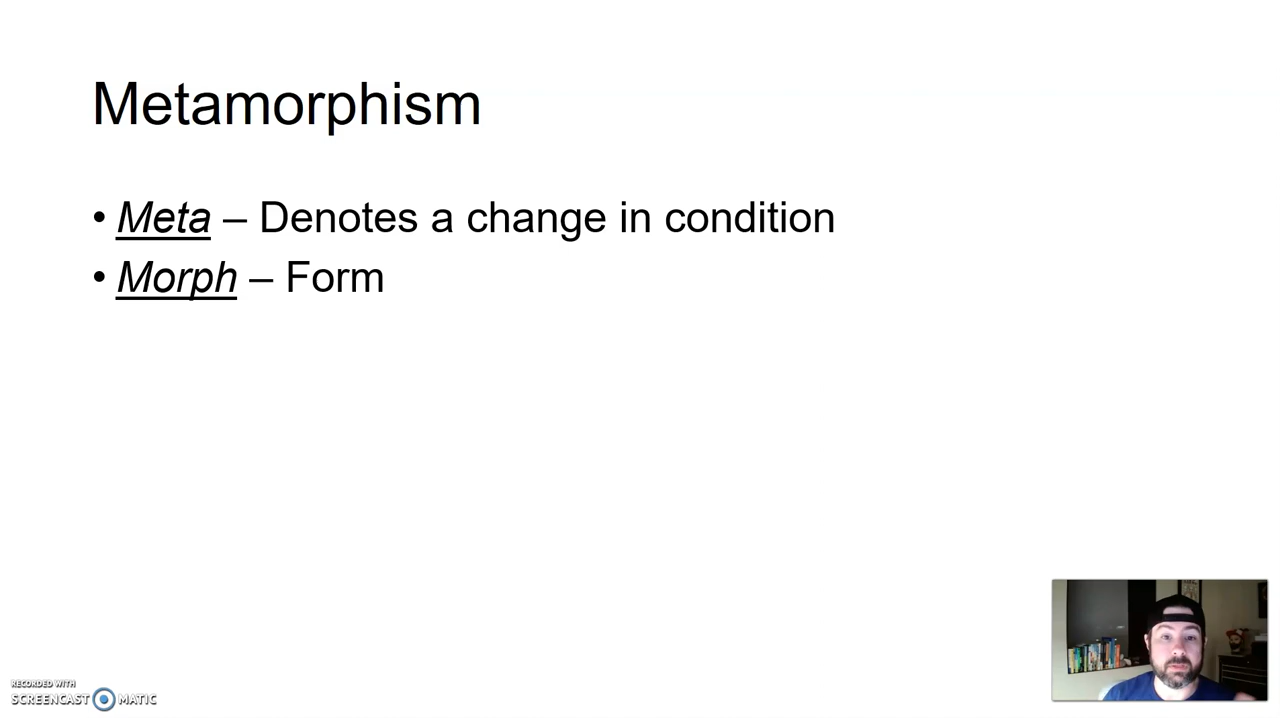 Metamorphism
• Meta – Denotes a change in condition
• Morph – Form
RECORDED WITH
SCREENCAST MATIC